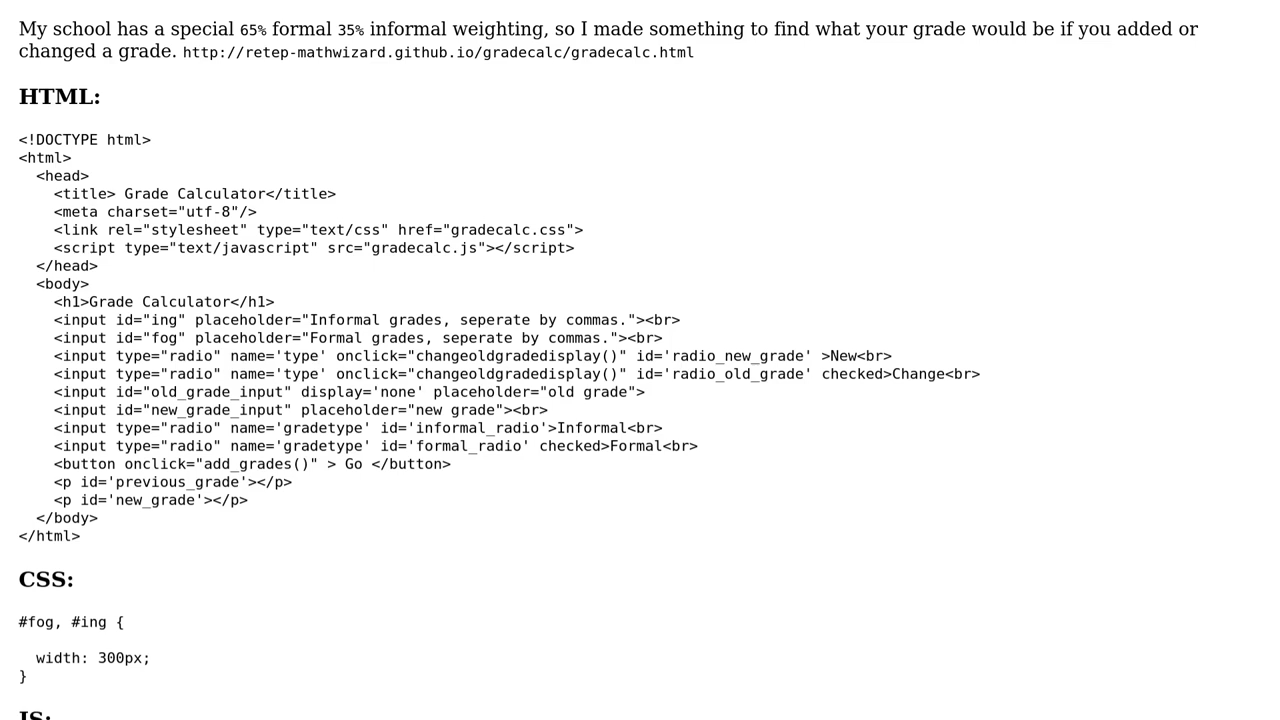 My school has a special 65% formal 35% informal weighting, so I made something to find what your grade would be if you added or
changed a grade. http://retep-mathwizard.github.io/gradecalc/gradecalc.html
HTML:
<!DOCTYPE html>
<html>
  <head>
    <title> Grade Calculator</title>
    <meta charset="utf-8"/>
    <link rel="stylesheet" type="text/css" href="gradecalc.css">
    <script type="text/javascript" src="gradecalc.js"></script>
  </head>
  <body>
    <h1>Grade Calculator</h1>
    <input id="ing" placeholder="Informal grades, seperate by commas."><br>
    <input id="fog" placeholder="Formal grades, seperate by commas."><br>
    <input type="radio" name='type' onclick="changeoldgradedisplay()" id='radio_new_grade' >New<br>
    <input type="radio" name='type' onclick="changeoldgradedisplay()" id='radio_old_grade' checked>Change<br>
    <input id="old_grade_input" display='none' placeholder="old grade">
    <input id="new_grade_input" placeholder="new grade"><br>
    <input type="radio" name='gradetype' id='informal_radio'>Informal<br>
    <input type="radio" name='gradetype' id='formal_radio' checked>Formal<br>
    <button onclick="add_grades()" > Go </button>
    <p id='previous_grade'></p>
    <p id='new_grade'></p>
  </body>
</html>
CSS:
#fog, #ing {
  width: 300px;
}
JS: